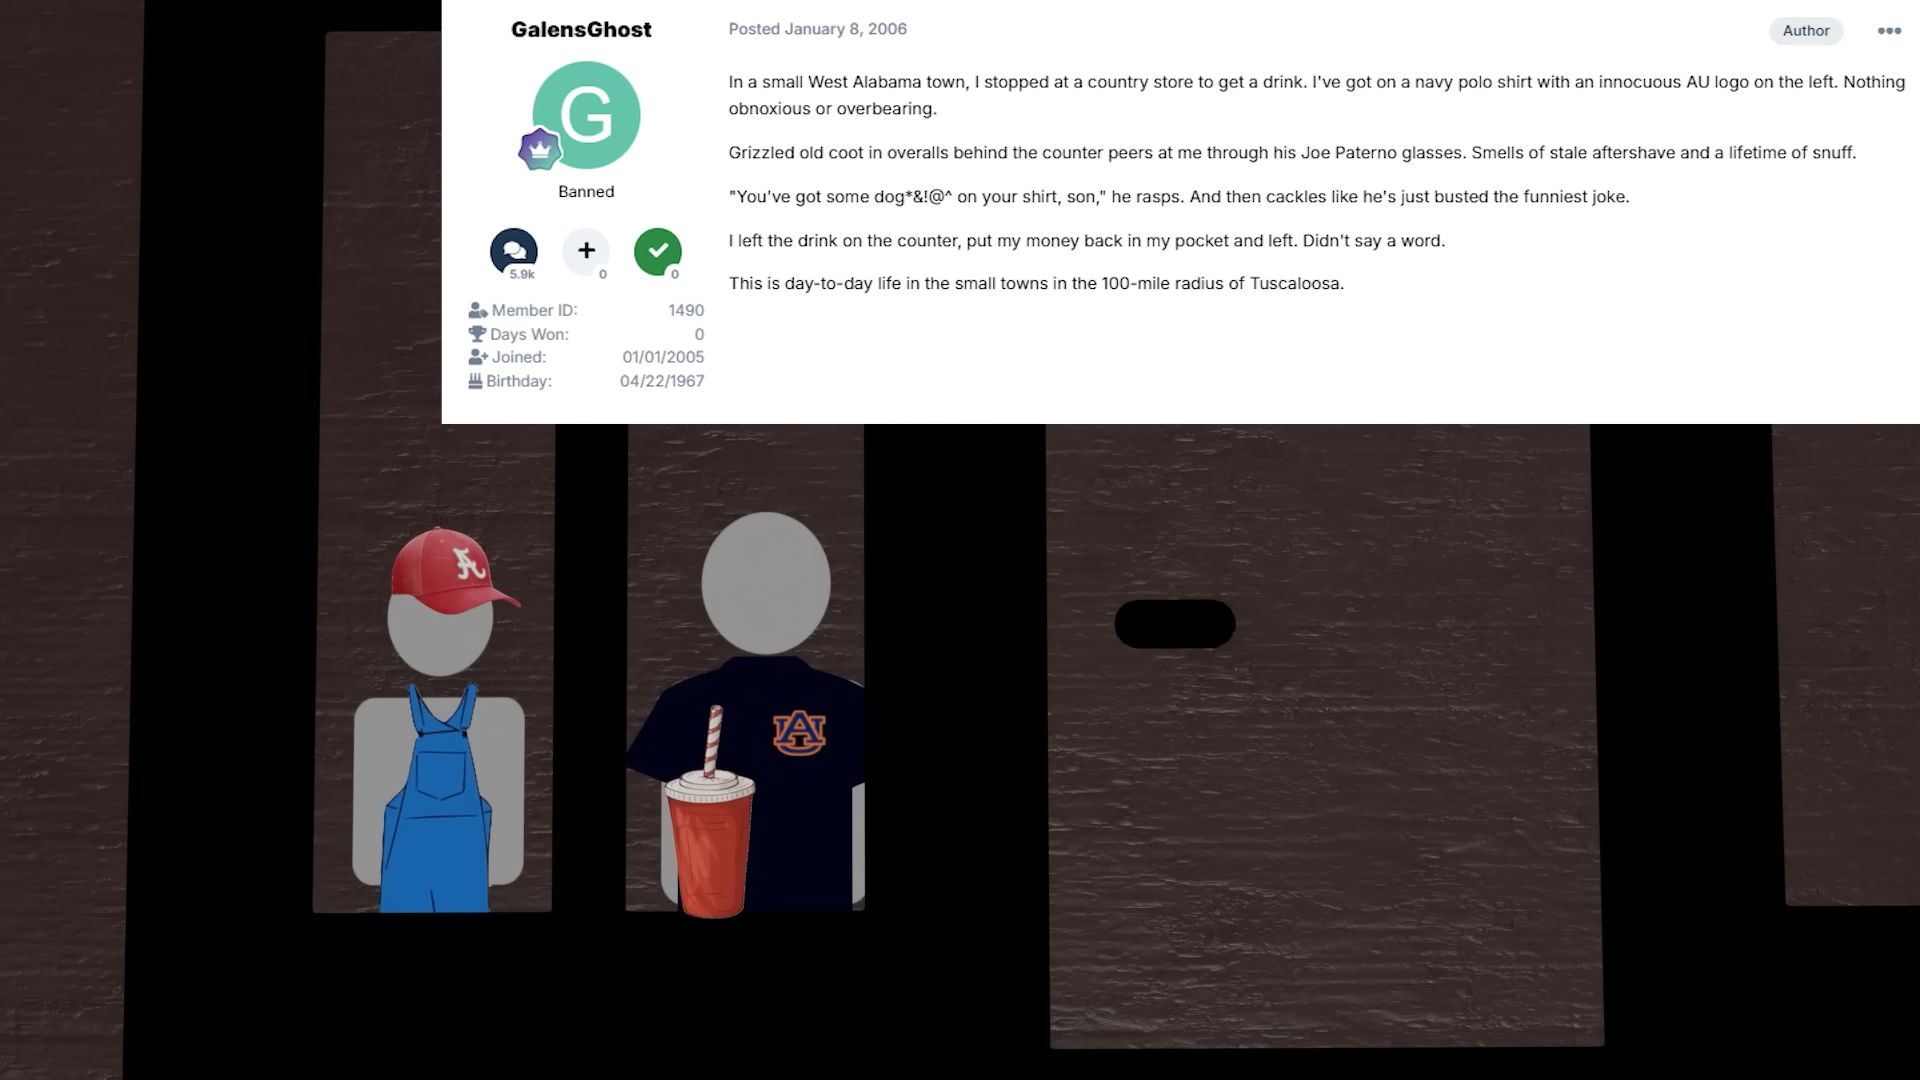 GalensGhost
G
Banned
5.9k
0
0
Member ID: 1490
Days Won: 0
Joined: 01/01/2005
Birthday: 04/22/1967
Posted January 8, 2006
Author
In a small West Alabama town, I stopped at a country store to get a drink. I've got on a navy polo shirt with an innocuous AU logo on the left. Nothing
obnoxious or overbearing.
Grizzled old coot in overalls behind the counter peers at me through his Joe Paterno glasses. Smells of stale aftershave and a lifetime of snuff.
"You've got some dog*&!@^ on your shirt, son," he rasps. And then cackles like he's just busted the funniest joke.
I left the drink on the counter, put my money back in my pocket and left. Didn't say a word.
This is day-to-day life in the small towns in the 100-mile radius of Tuscaloosa.
A
AU